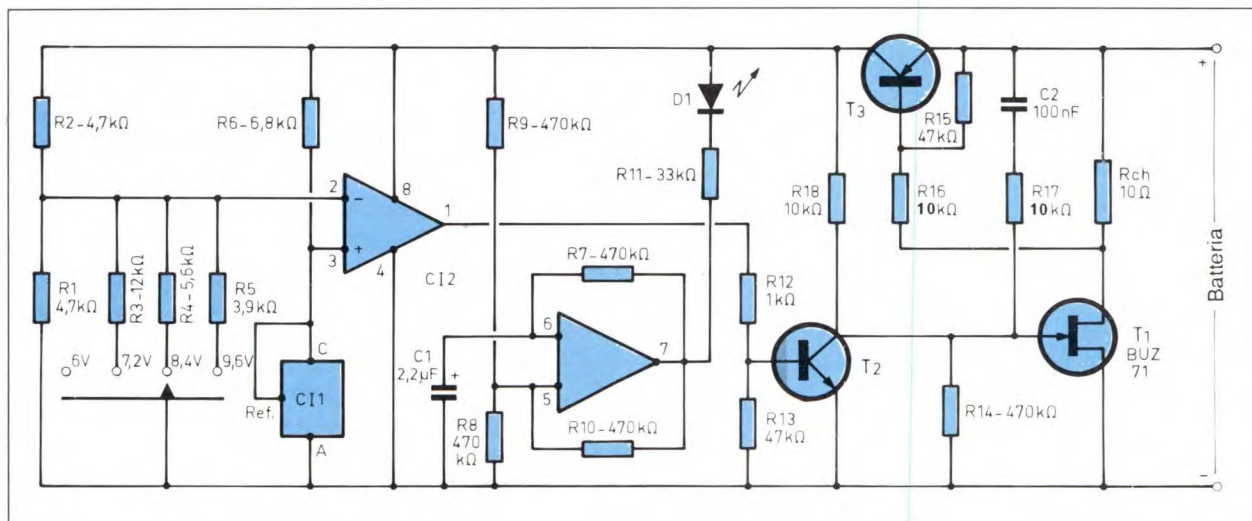 R2-4,7kΩ
R6-6,8kΩ
R9-470kΩ
D1
R11-33kΩ
T3
R15
47kΩ
C2
100nF
R18
10kΩ
R16
10kΩ
R17
10kΩ
Rch
10Ω
+
Batteria
-
2
-
8
1
3
+
4
CI2
R1
4,7kΩ
R3-12kΩ
R4-5,6kΩ
R5
3,9kΩ
6V
7,2V
8,4V
9,6V
C
CI1
Ref.
A
R7-470kΩ
C1
2,2µF
+
6
7
5
R8
470
kΩ
R10-470kΩ
R12
1kΩ
R13
47kΩ
T2
R14-470kΩ
T1
BUZ
71